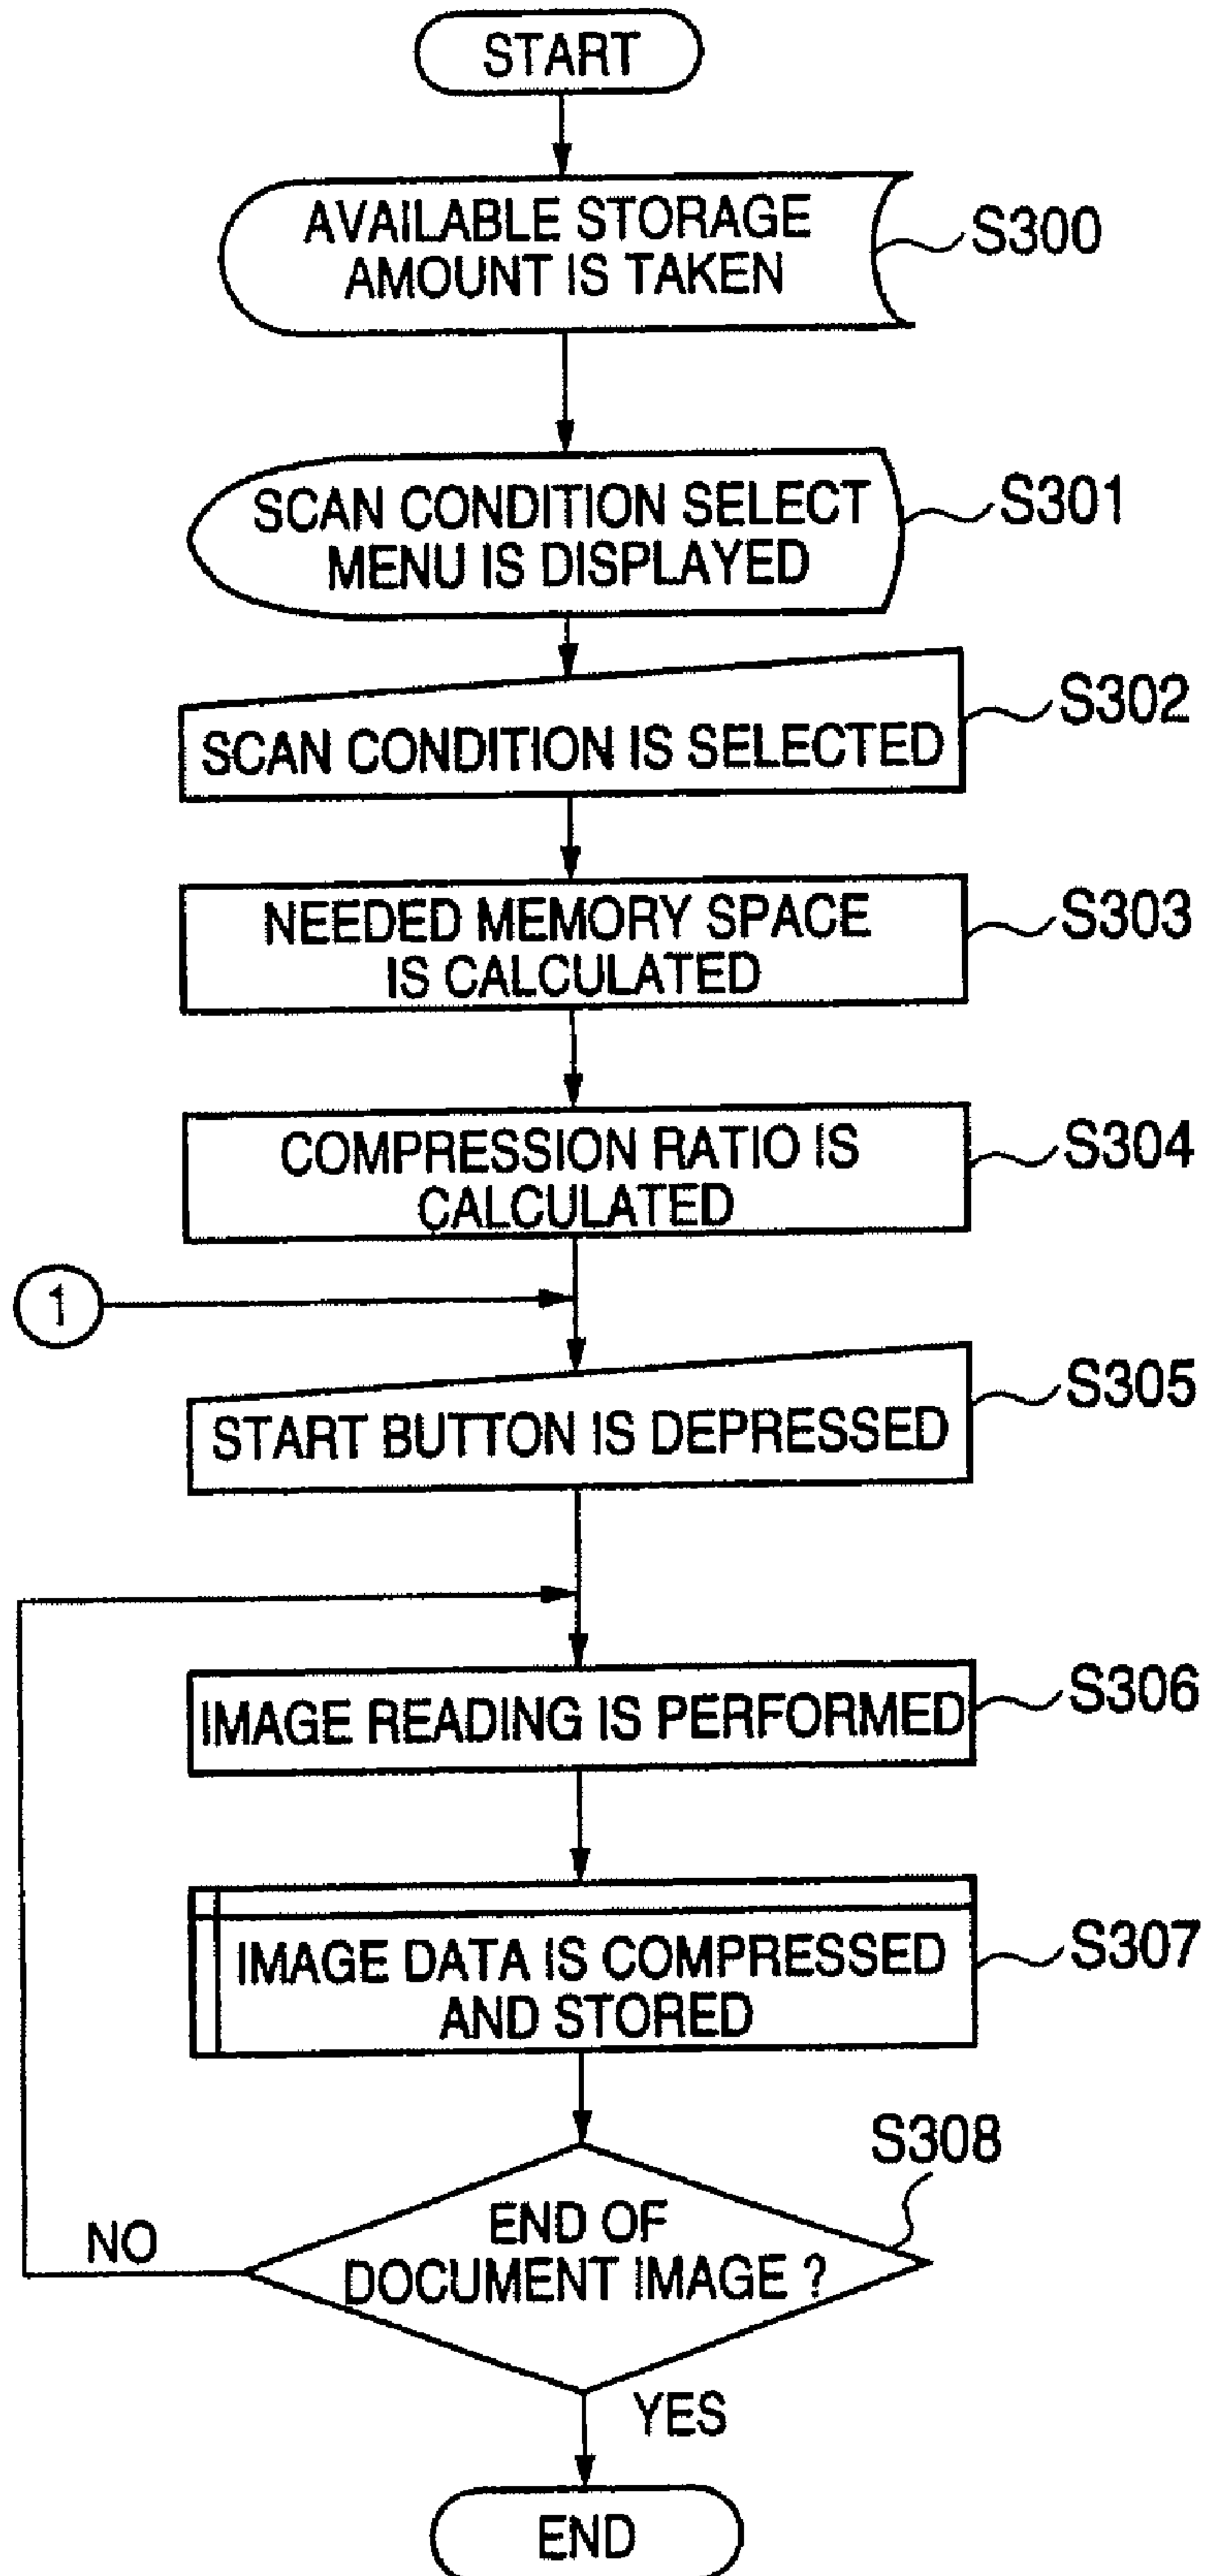 START
AVAILABLE STORAGE
AMOUNT IS TAKEN
S300
SCAN CONDITION SELECT
MENU IS DISPLAYED
S301
SCAN CONDITION IS SELECTED
S302
NEEDED MEMORY SPACE
IS CALCULATED
S303
COMPRESSION RATIO IS
CALCULATED
S304
1
START BUTTON IS DEPRESSED
S305
IMAGE READING IS PERFORMED
S306
IMAGE DATA IS COMPRESSED
AND STORED
S307
S308
END OF
DOCUMENT IMAGE ?
NO
YES
END